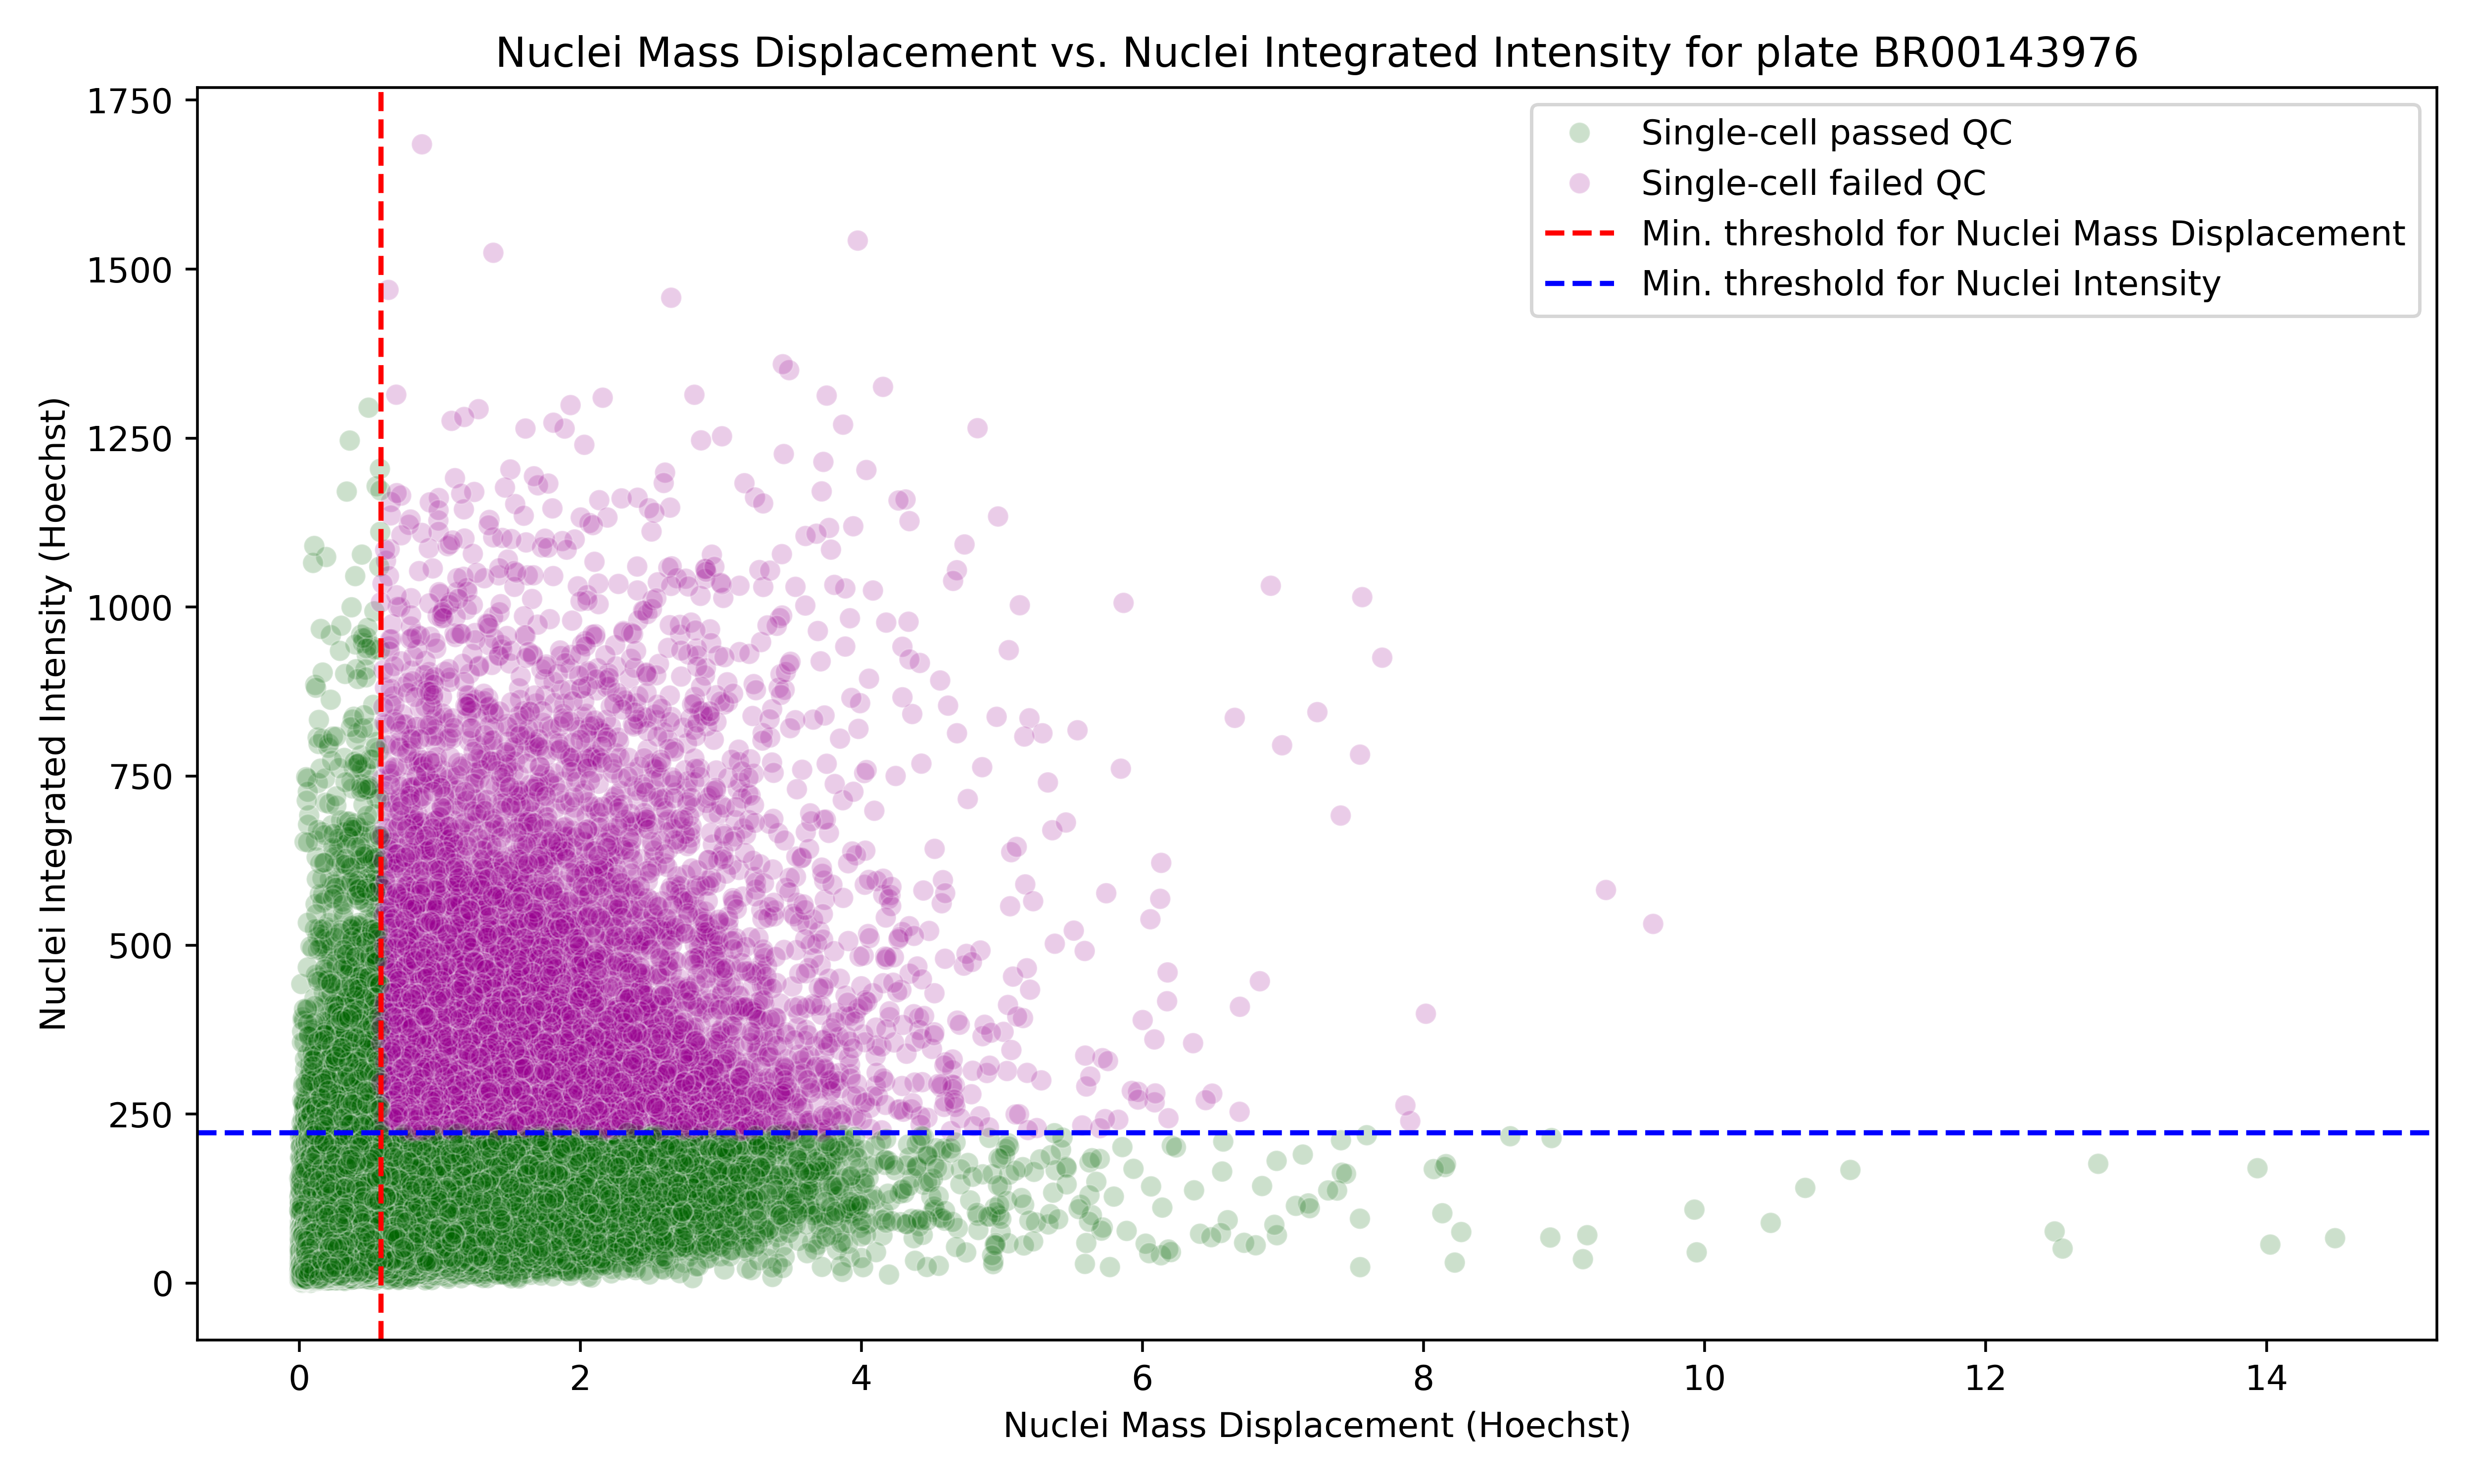 Nuclei Mass Displacement vs. Nuclei Integrated Intensity for plate BR00143976
Single-cell passed QC
Single-cell failed QC
Min. threshold for Nuclei Mass Displacement
Min. threshold for Nuclei Intensity
Nuclei Integrated Intensity (Hoechst)
1750
1500
1250
1000
750
500
250
0
0 2 4 6 8 10 12 14
Nuclei Mass Displacement (Hoechst)